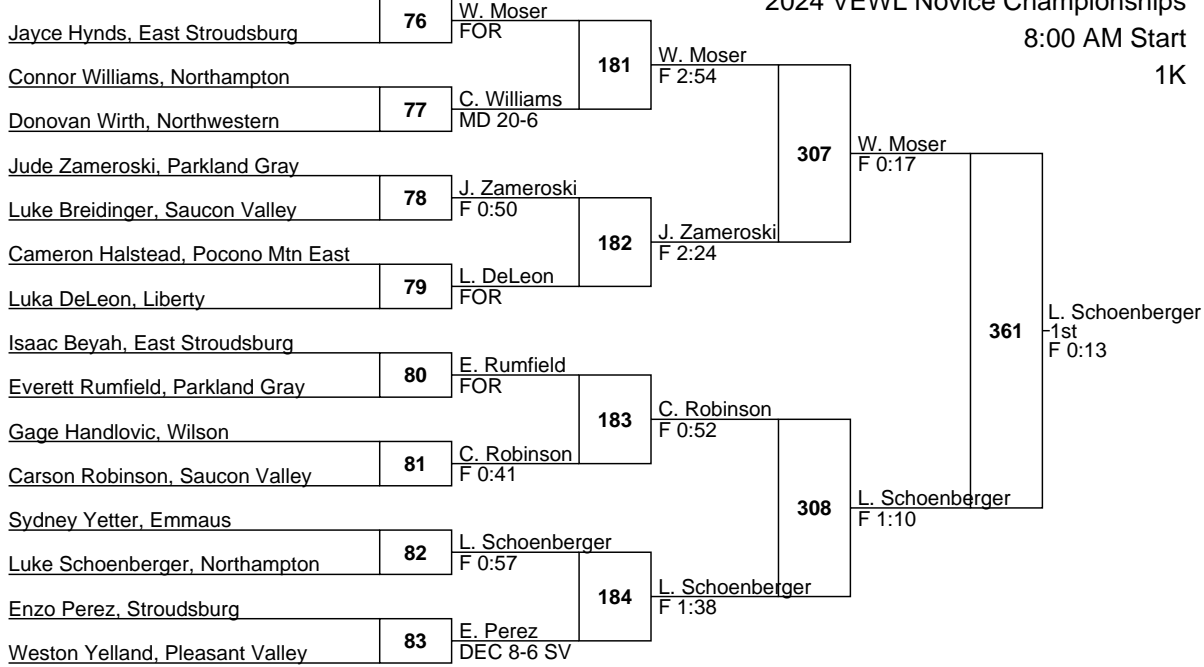 2024 VEWL Novice Championships
8:00 AM Start
1K
Jayce Hynds, East Stroudsburg
76
W. Moser
FOR
Connor Williams, Northampton
Donovan Wirth, Northwestern
77
C. Williams
MD 20-6
181
W. Moser
F 2:54
Jude Zameroski, Parkland Gray
Luke Breidinger, Saucon Valley
78
J. Zameroski
F 0:50
Cameron Halstead, Pocono Mtn East
Luka DeLeon, Liberty
79
L. DeLeon
FOR
182
J. Zameroski
F 2:24
307
W. Moser
F 0:17
Isaac Beyah, East Stroudsburg
Everett Rumfield, Parkland Gray
80
E. Rumfield
FOR
Gage Handlovic, Wilson
Carson Robinson, Saucon Valley
81
C. Robinson
F 0:41
183
C. Robinson
F 0:52
Sydney Yetter, Emmaus
Luke Schoenberger, Northampton
82
L. Schoenberger
F 0:57
Enzo Perez, Stroudsburg
Weston Yelland, Pleasant Valley
83
E. Perez
DEC 8-6 SV
184
L. Schoenberger
F 1:38
308
L. Schoenberger
F 1:10
361
L. Schoenberger
1st
F 0:13